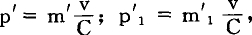 p′ = m′ v/C; p′₁ = m′₁ v/C,